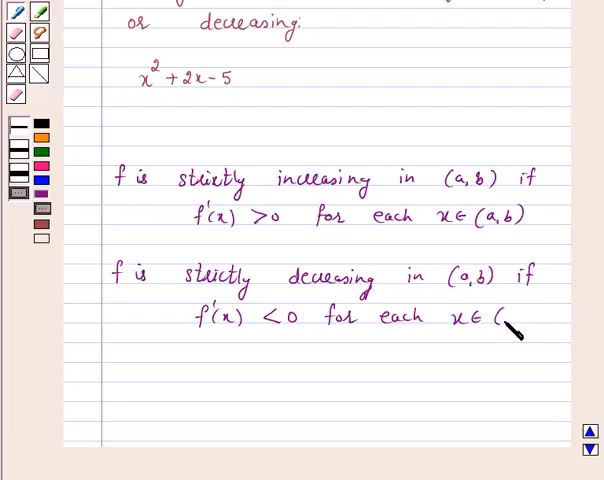 or decreasing:
x² + 2x - 5
f is strictly increasing in (a, b) if
f'(x) > 0 for each x ∈ (a, b)
f is strictly decreasing in (a, b) if
f'(x) < 0 for each x ∈ (